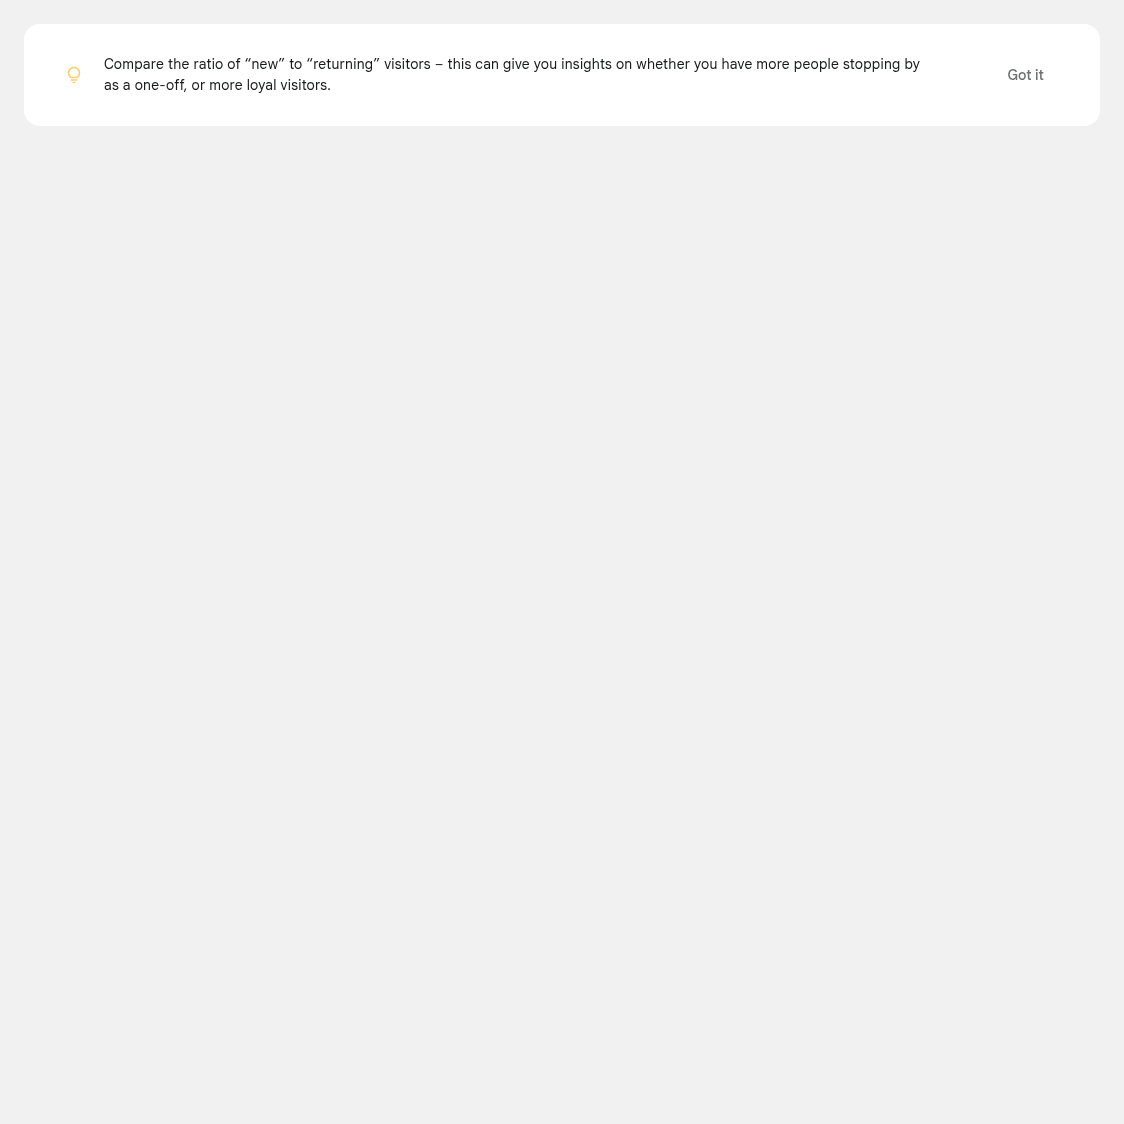 Compare the ratio of “new” to “returning” visitors – this can give you insights on whether you have more people stopping by
as a one-off, or more loyal visitors.
Got it